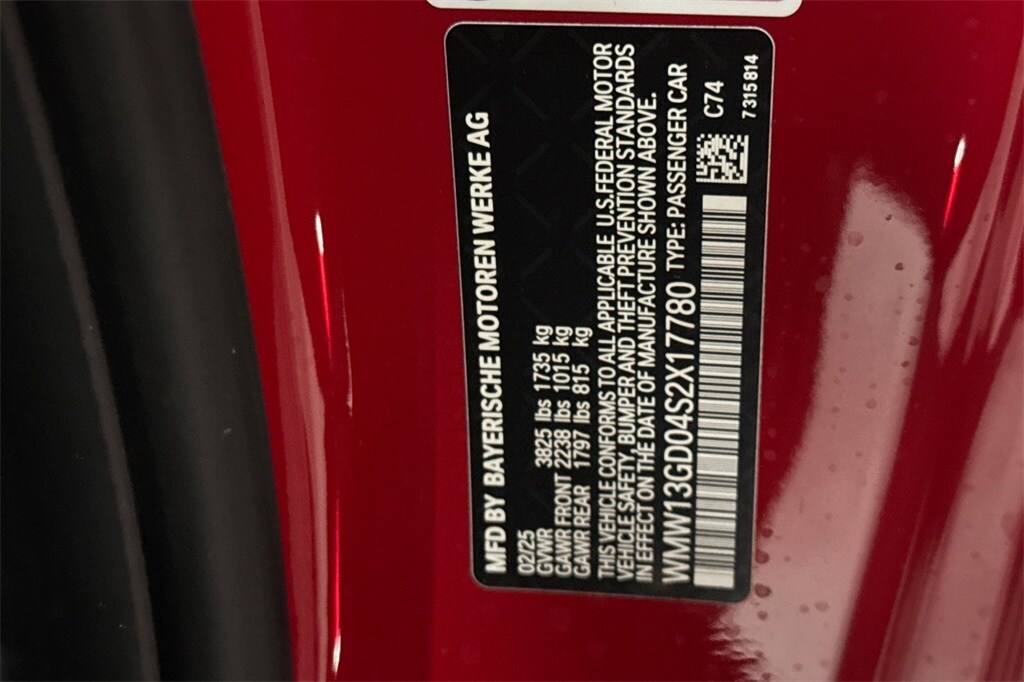 MFD BY BAYERISCHE MOTOREN WERKE AG
02/25
GVWR 3825 lbs 1735 kg
GAWR FRONT 2238 lbs 1015 kg
GAWR REAR 1797 lbs 815 kg
THIS VEHICLE CONFORMS TO ALL APPLICABLE U.S.FEDERAL MOTOR
VEHICLE SAFETY, BUMPER AND THEFT PREVENTION STANDARDS
IN EFFECT ON THE DATE OF MANUFACTURE SHOWN ABOVE.
WMW13GD04S2X17780 TYPE: PASSENGER CAR
C74
7315814